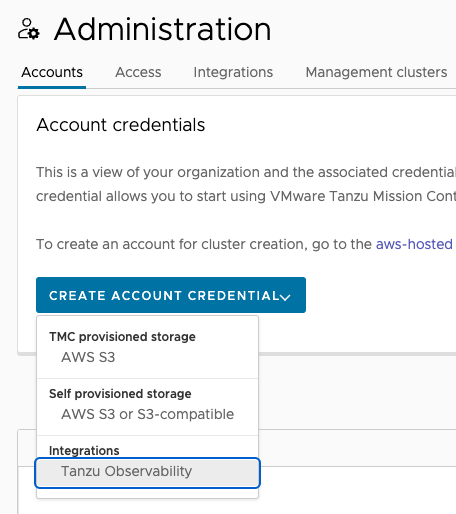 Administration
Accounts Access Integrations Management clusters
Account credentials
This is a view of your organization and the associated credential
credential allows you to start using VMware Tanzu Mission Cont
To create an account for cluster creation, go to the aws-hosted
CREATE ACCOUNT CREDENTIAL
TMC provisioned storage
AWS S3
Self provisioned storage
AWS S3 or S3-compatible
Integrations
Tanzu Observability